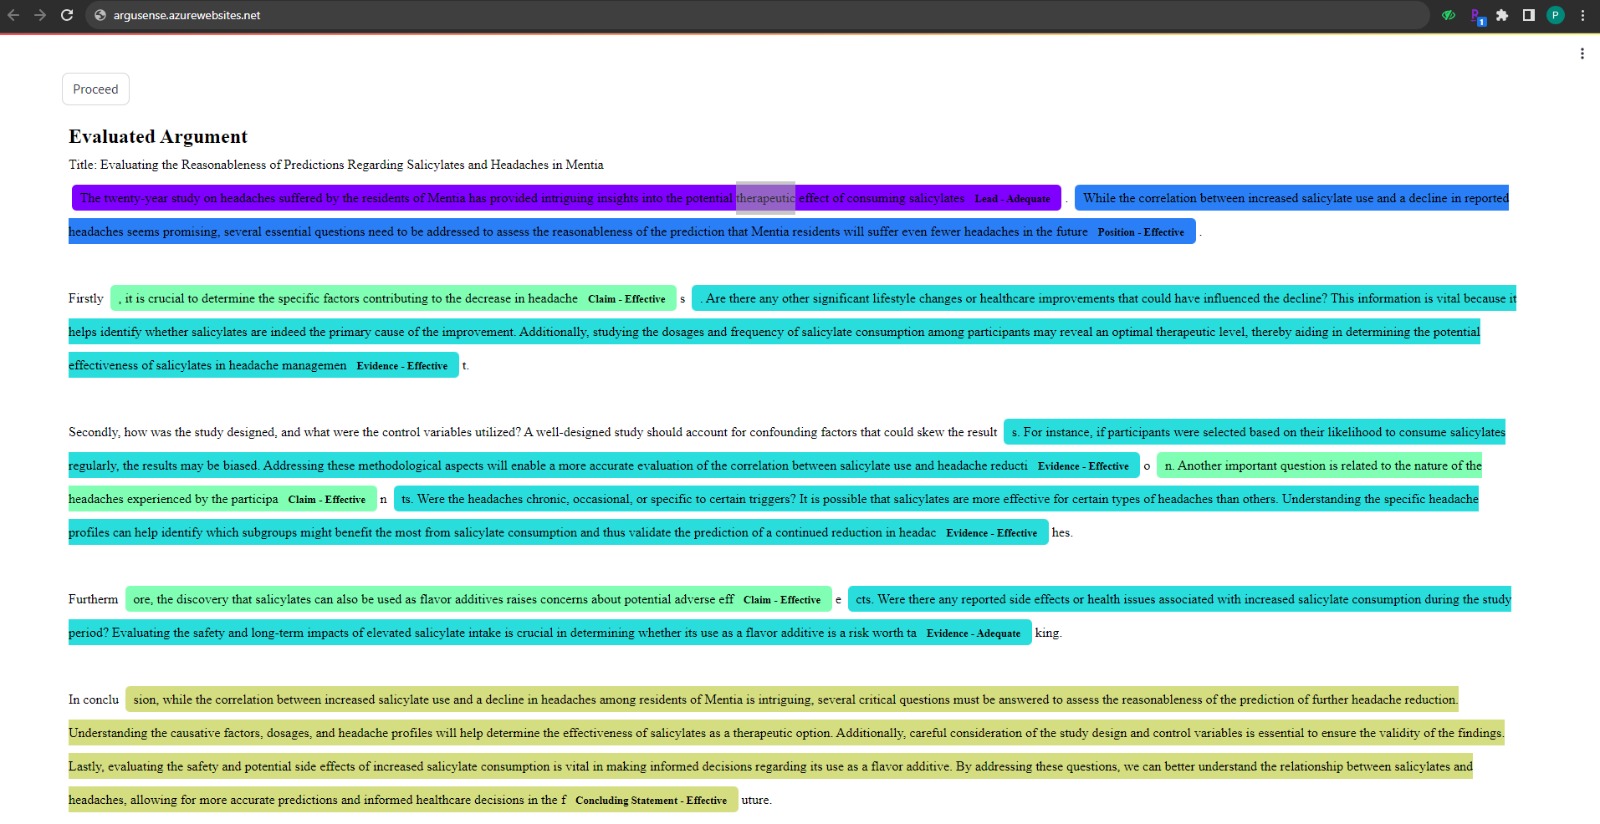 argusense.azurewebsites.net
1
P
Proceed
Evaluated Argument
Title: Evaluating the Reasonableness of Predictions Regarding Salicylates and Headaches in Mentia
The twenty-year study on headaches suffered by the residents of Mentia has provided intriguing insights into the potential therapeutic effect of consuming salicylates Lead - Adequate . While the correlation between increased salicylate use and a decline in reported
headaches seems promising, several essential questions need to be addressed to assess the reasonableness of the prediction that Mentia residents will suffer even fewer headaches in the future Position - Effective .
Firstly , it is crucial to determine the specific factors contributing to the decrease in headache Claim - Effective s . Are there any other significant lifestyle changes or healthcare improvements that could have influenced the decline? This information is vital because it
helps identify whether salicylates are indeed the primary cause of the improvement. Additionally, studying the dosages and frequency of salicylate consumption among participants may reveal an optimal therapeutic level, thereby aiding in determining the potential
effectiveness of salicylates in headache managemen Evidence - Effective t.
Secondly, how was the study designed, and what were the control variables utilized? A well-designed study should account for confounding factors that could skew the result s. For instance, if participants were selected based on their likelihood to consume salicylates
regularly, the results may be biased. Addressing these methodological aspects will enable a more accurate evaluation of the correlation between salicylate use and headache reducti Evidence - Effective o n. Another important question is related to the nature of the
headaches experienced by the participa Claim - Effective n ts. Were the headaches chronic, occasional, or specific to certain triggers? It is possible that salicylates are more effective for certain types of headaches than others. Understanding the specific headache
profiles can help identify which subgroups might benefit the most from salicylate consumption and thus validate the prediction of a continued reduction in headac Evidence - Effective hes.
Furtherm ore, the discovery that salicylates can also be used as flavor additives raises concerns about potential adverse eff Claim - Effective e cts. Were there any reported side effects or health issues associated with increased salicylate consumption during the study
period? Evaluating the safety and long-term impacts of elevated salicylate intake is crucial in determining whether its use as a flavor additive is a risk worth ta Evidence - Adequate king.
In conclu sion, while the correlation between increased salicylate use and a decline in headaches among residents of Mentia is intriguing, several critical questions must be answered to assess the reasonableness of the prediction of further headache reduction.
Understanding the causative factors, dosages, and headache profiles will help determine the effectiveness of salicylates as a therapeutic option. Additionally, careful consideration of the study design and control variables is essential to ensure the validity of the findings.
Lastly, evaluating the safety and potential side effects of increased salicylate consumption is vital in making informed decisions regarding its use as a flavor additive. By addressing these questions, we can better understand the relationship between salicylates and
headaches, allowing for more accurate predictions and informed healthcare decisions in the f Concluding Statement - Effective uture.